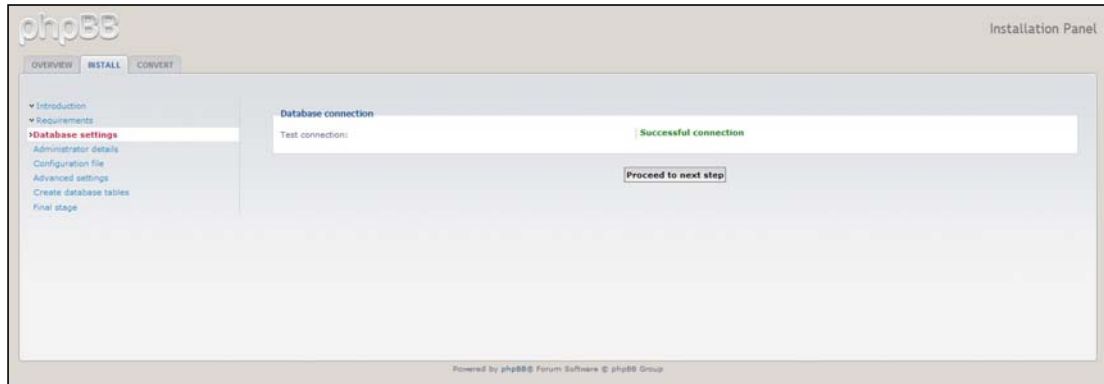 phpBB
Installation Panel
OVERVIEW INSTALL CONVERT
Introduction
Requirements
Database settings
Administrator details
Configuration file
Advanced settings
Create database tables
Final stage
Database connection
Test connection: Successful connection
Proceed to next step
Powered by phpBB® Forum Software © phpBB Group